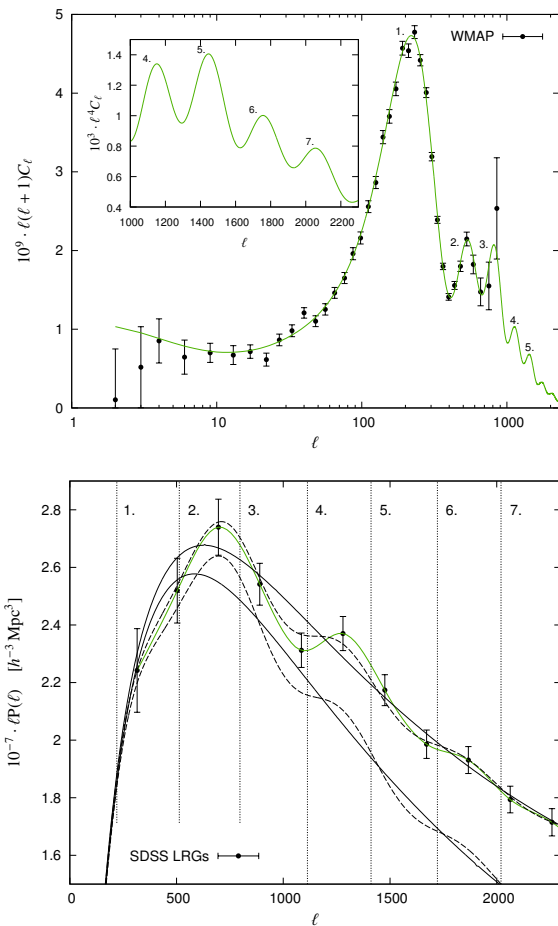 WMAP
10⁹ · ℓ(ℓ + 1)Cℓ
5
4
3
2
1
0
1. 2. 3. 4. 5.
1 10 100 1000
ℓ
10³ · ℓ⁴Cℓ
1.4
1.2
1.0
0.8
0.6
0.4
4. 5. 6. 7.
1000 1200 1400 1600 1800 2000 2200
ℓ
1. 2. 3. 4. 5. 6. 7.
10⁻⁷ · ℓP(ℓ) [h⁻³ Mpc³]
2.8
2.6
2.4
2.2
2
1.8
1.6
SDSS LRGs
0 500 1000 1500 2000
ℓ